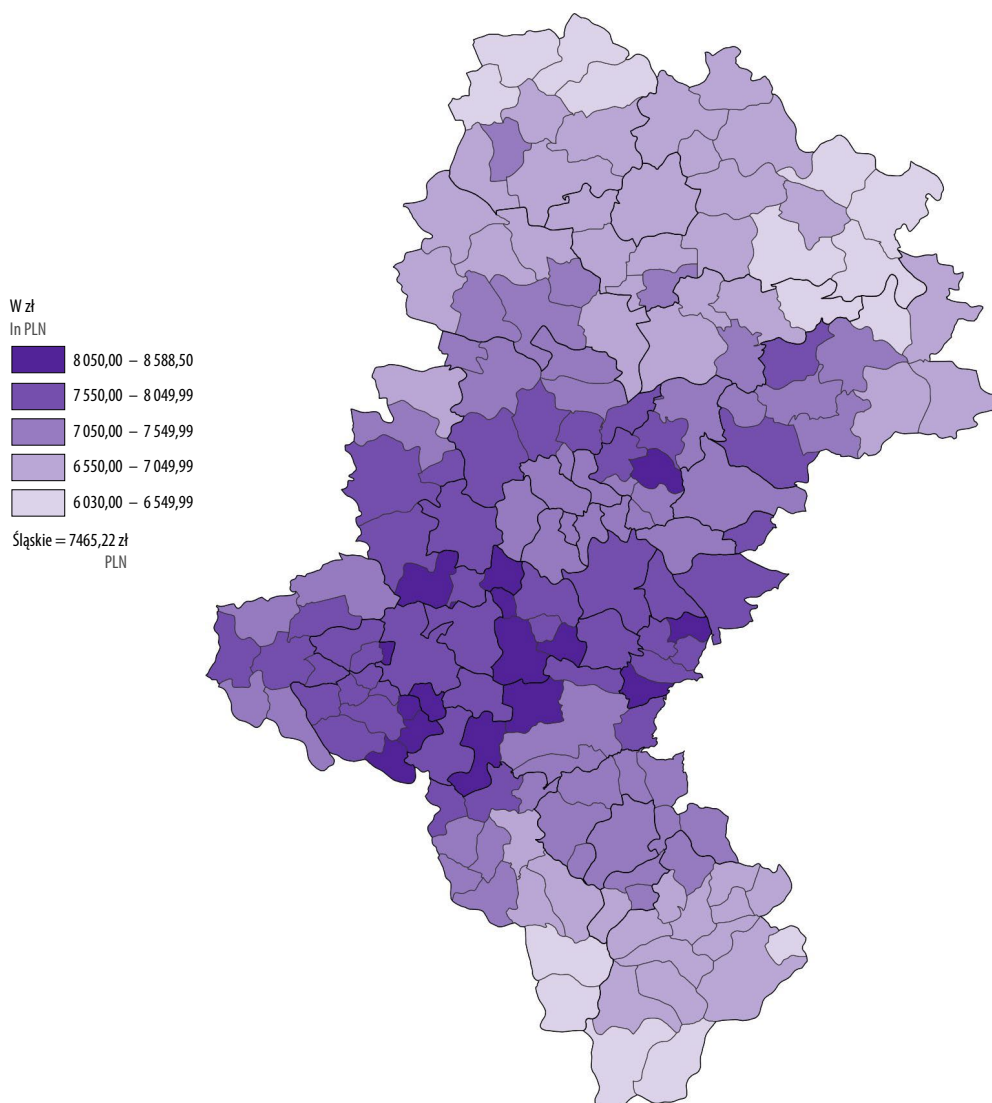 W zł
In PLN
8 050,00 – 8 588,50
7 550,00 – 8 049,99
7 050,00 – 7 549,99
6 550,00 – 7 049,99
6 030,00 – 6 549,99
Śląskie = 7465,22 zł
PLN